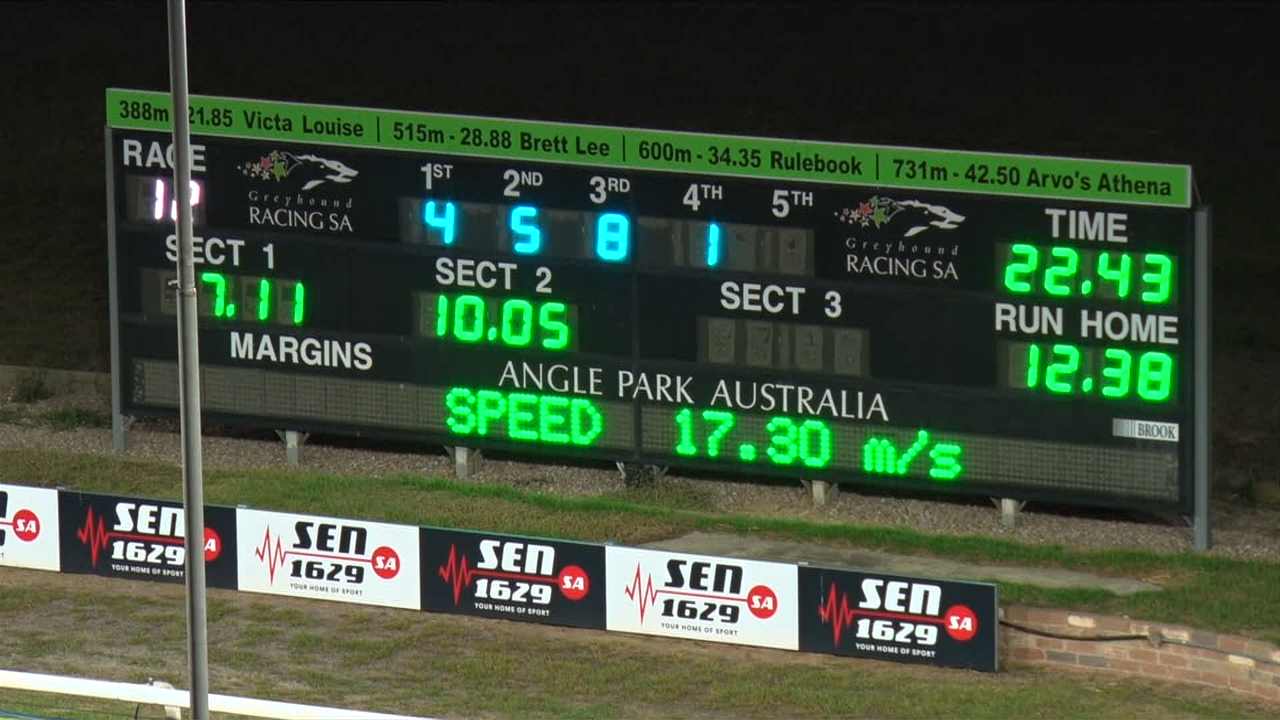 388m 21.85 Victa Louise | 515m - 28.88 Brett Lee | 600m - 34.35 Rulebook | 731m - 42.50 Arvo's Athena
RACE
Greyhound
RACING SA
1ST 2ND 3RD 4TH 5TH
4 5 8 1
Greyhound
RACING SA
TIME
22.43
SECT 1
7.11
SECT 2
10.05
SECT 3
RUN HOME
12.38
MARGINS
ANGLE PARK AUSTRALIA
SPEED 17.30 m/s
BROOK
SA
SEN
1629
SA
YOUR HOME OF SPORT
SEN
1629
SA
YOUR HOME OF SPORT
SEN
1629
SA
YOUR HOME OF SPORT
SEN
1629
SA
YOUR HOME OF SPORT
SEN
1629
SA
YOUR HOME OF SPORT